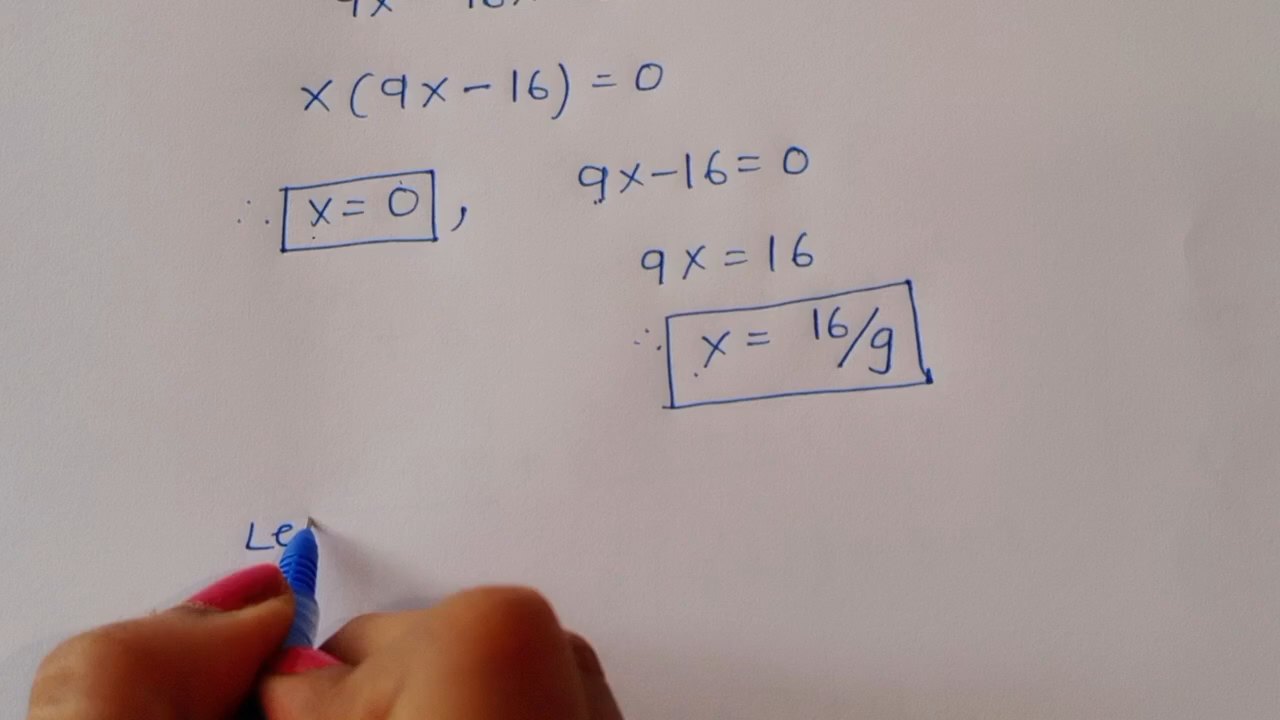 x(9x-16) = 0
∴ x = 0 , 9x-16 = 0
9x = 16
∴ x = 16/9
Le